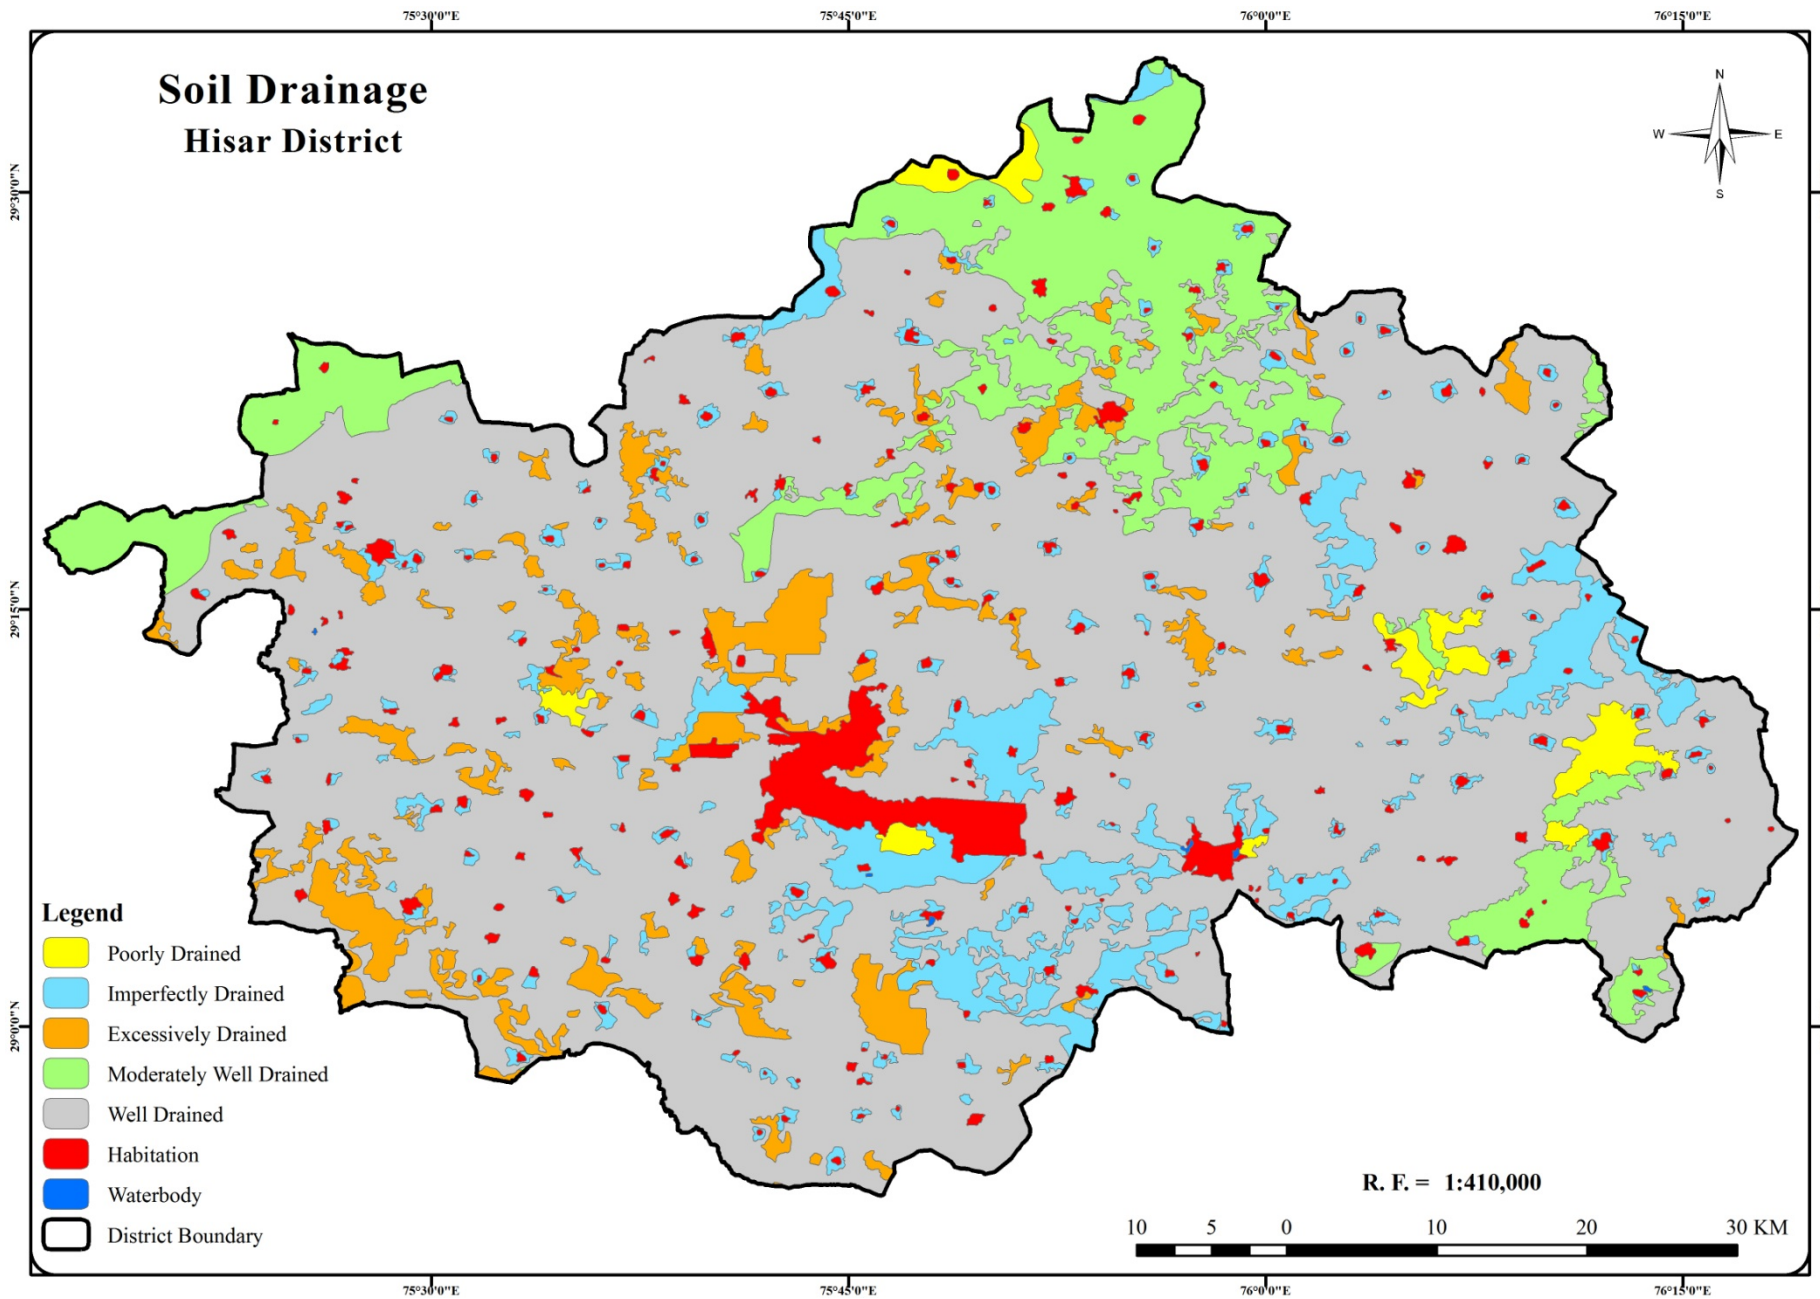 75°30'0"E 75°45'0"E 76°0'0"E 76°15'0"E
Soil Drainage
Hisar District
N
W E
S
29°30'0"N
29°15'0"N
29°0'0"N
Legend
Poorly Drained
Imperfectly Drained
Excessively Drained
Moderately Well Drained
Well Drained
Habitation
Waterbody
District Boundary
R. F. = 1:410,000
10 5 0 10 20 30 KM
75°30'0"E 75°45'0"E 76°0'0"E 76°15'0"E